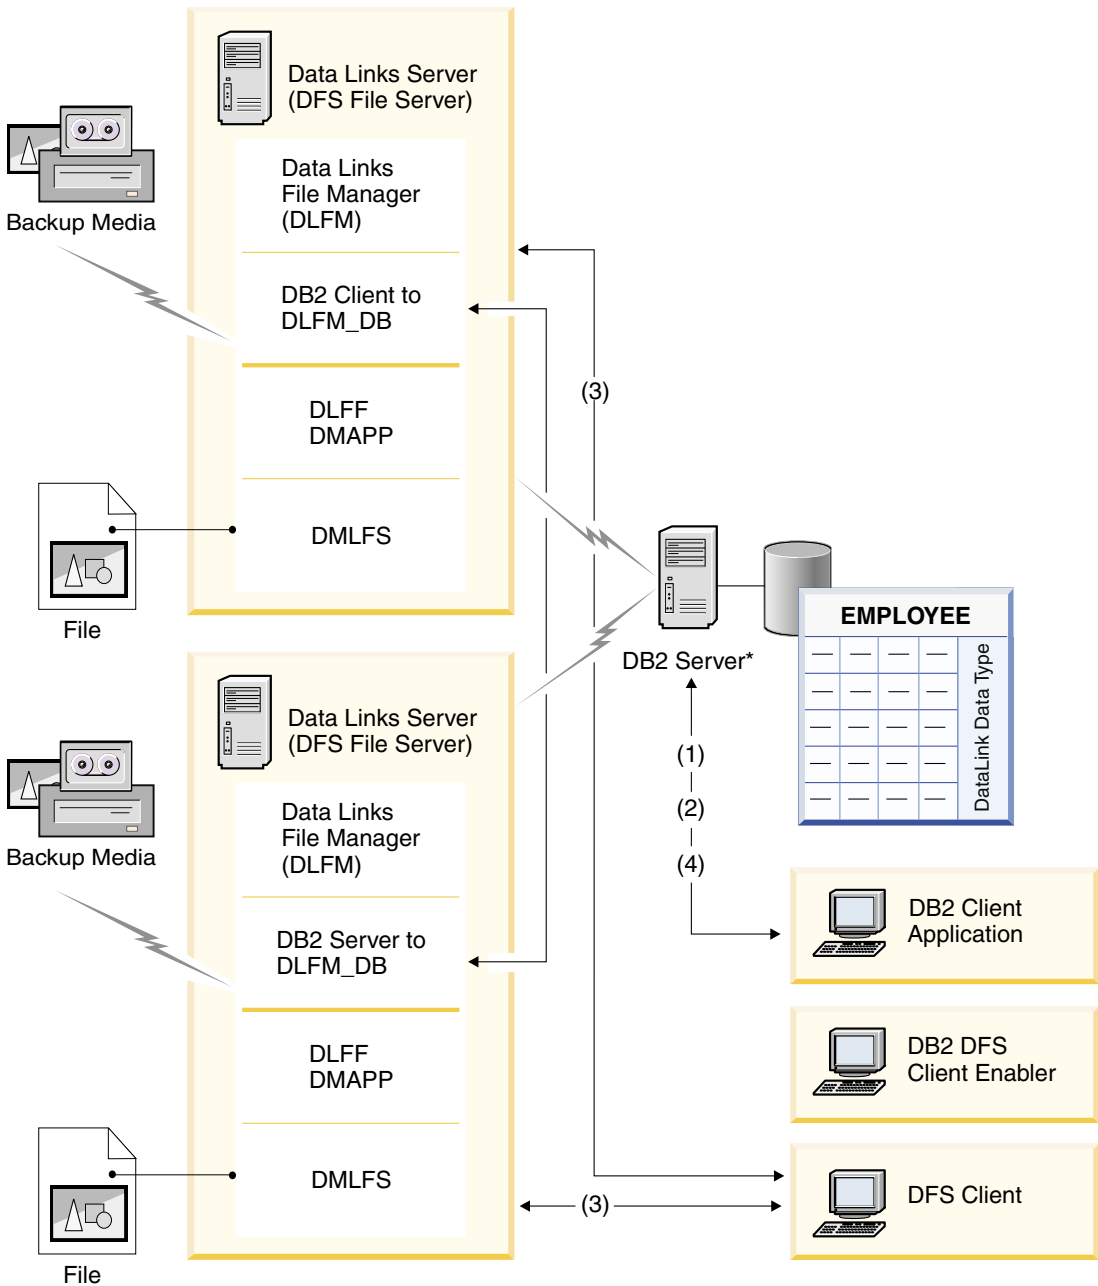 Data Links Server
(DFS File Server)
Backup Media
Data Links
File Manager
(DLFM)
DB2 Client to
DLFM_DB
DLFF
DMAPP
DMLFS
File
(3)
DB2 Server*
EMPLOYEE
DataLink Data Type
Data Links Server
(DFS File Server)
Backup Media
Data Links
File Manager
(DLFM)
DB2 Server to
DLFM_DB
DLFF
DMAPP
DMLFS
File
(1)
(2)
(4)
DB2 Client
Application
DB2 DFS
Client Enabler
DFS Client
(3)